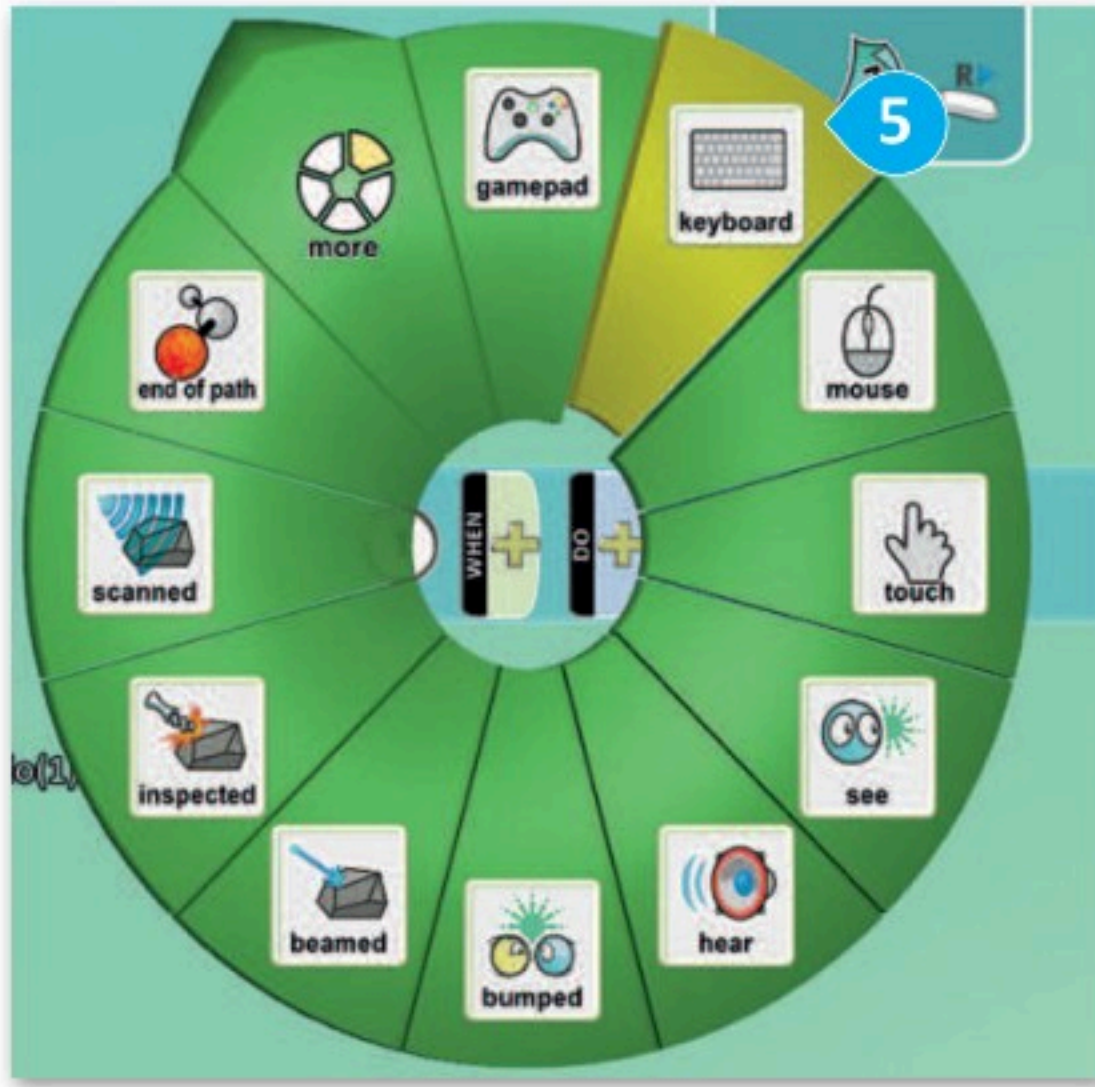 gamepad
keyboard
5
R
more
mouse
end of path
touch
scanned
WHEN
DO
see
inspected
hear
beamed
bumped